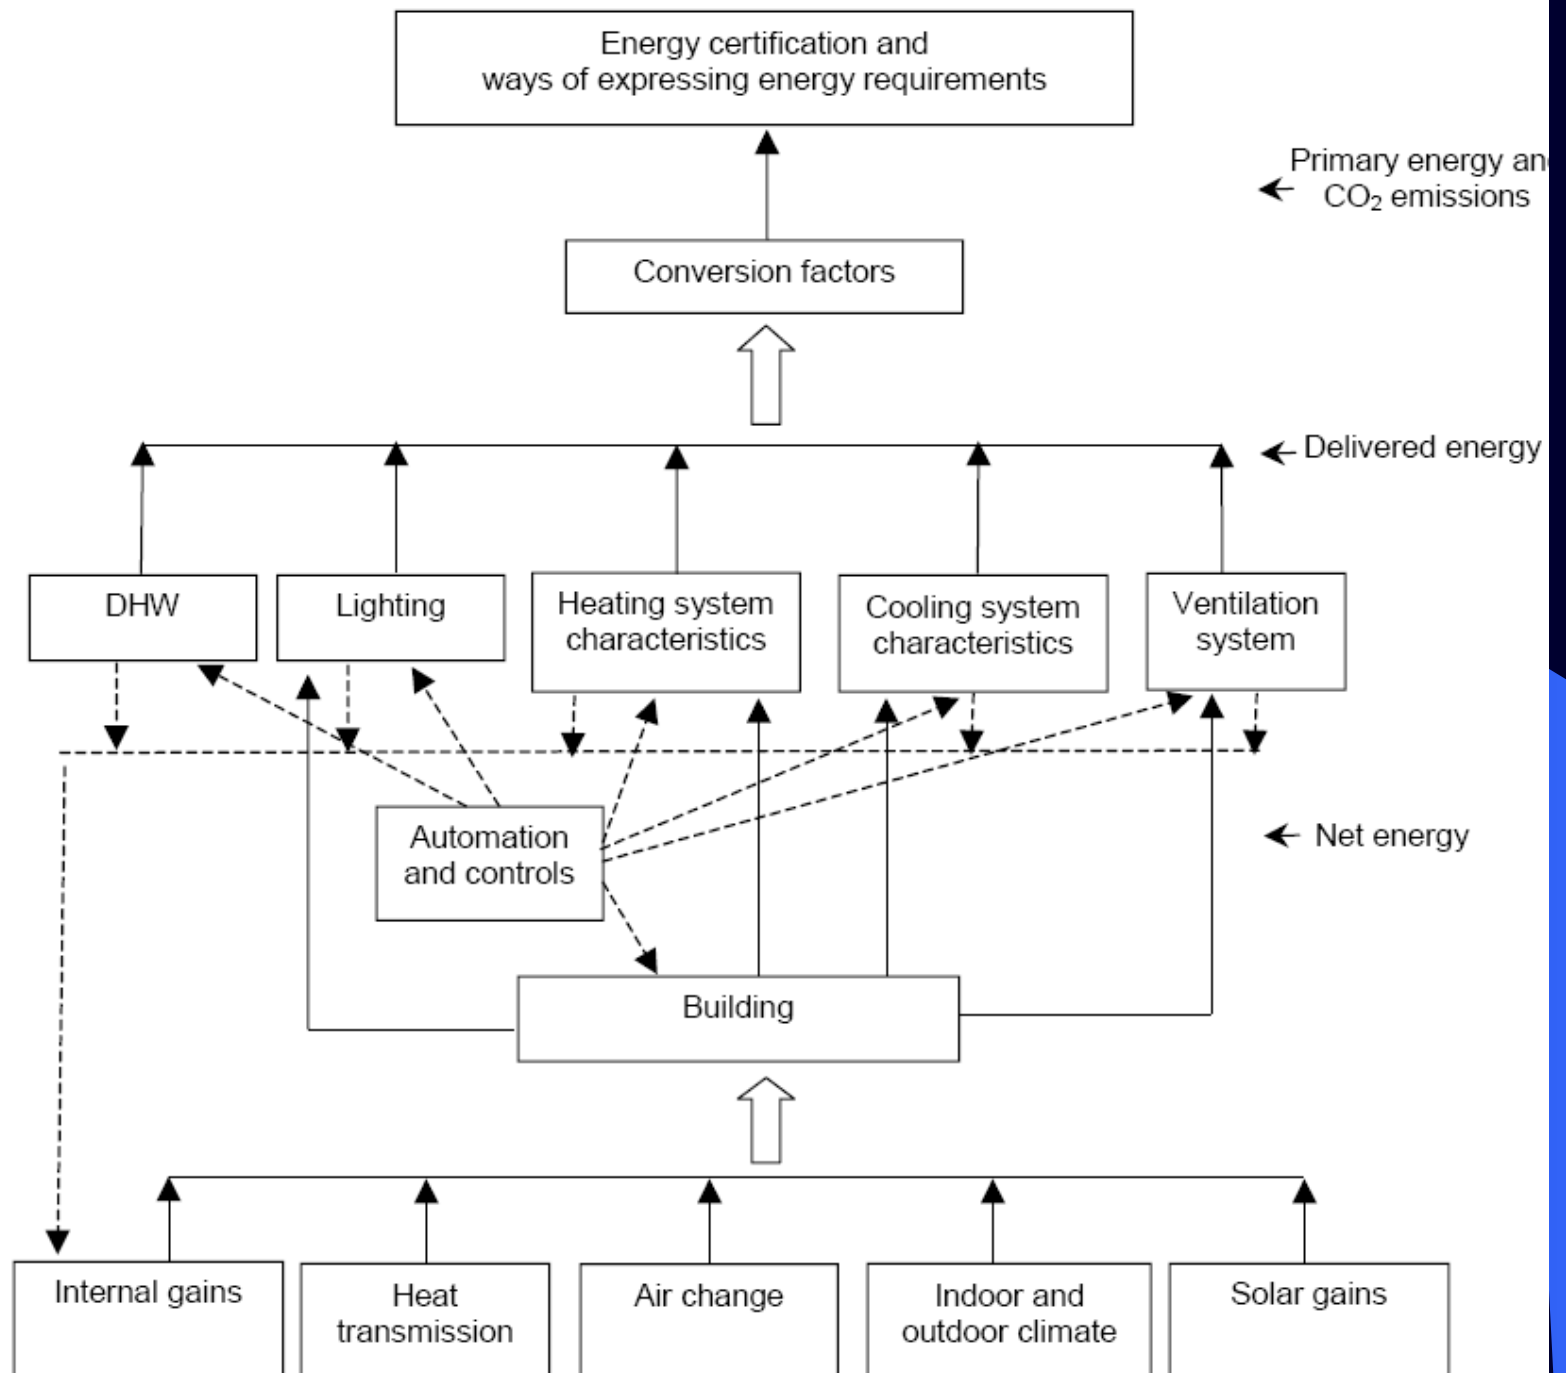 Energy certification and
ways of expressing energy requirements
Primary energy an
CO₂ emissions
Conversion factors
Delivered energy
DHW
Lighting
Heating system
characteristics
Cooling system
characteristics
Ventilation
system
Automation
and controls
Net energy
Building
Internal gains
Heat
transmission
Air change
Indoor and
outdoor climate
Solar gains